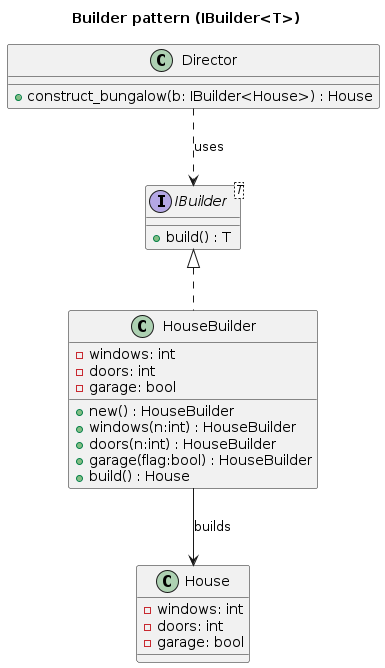 Builder pattern (IBuilder<T>)
C Director
construct_bungalow(b: IBuilder<House>) : House
uses
I IBuilder T
build() : T
C HouseBuilder
windows: int
doors: int
garage: bool
new() : HouseBuilder
windows(n:int) : HouseBuilder
doors(n:int) : HouseBuilder
garage(flag:bool) : HouseBuilder
build() : House
builds
C House
windows: int
doors: int
garage: bool